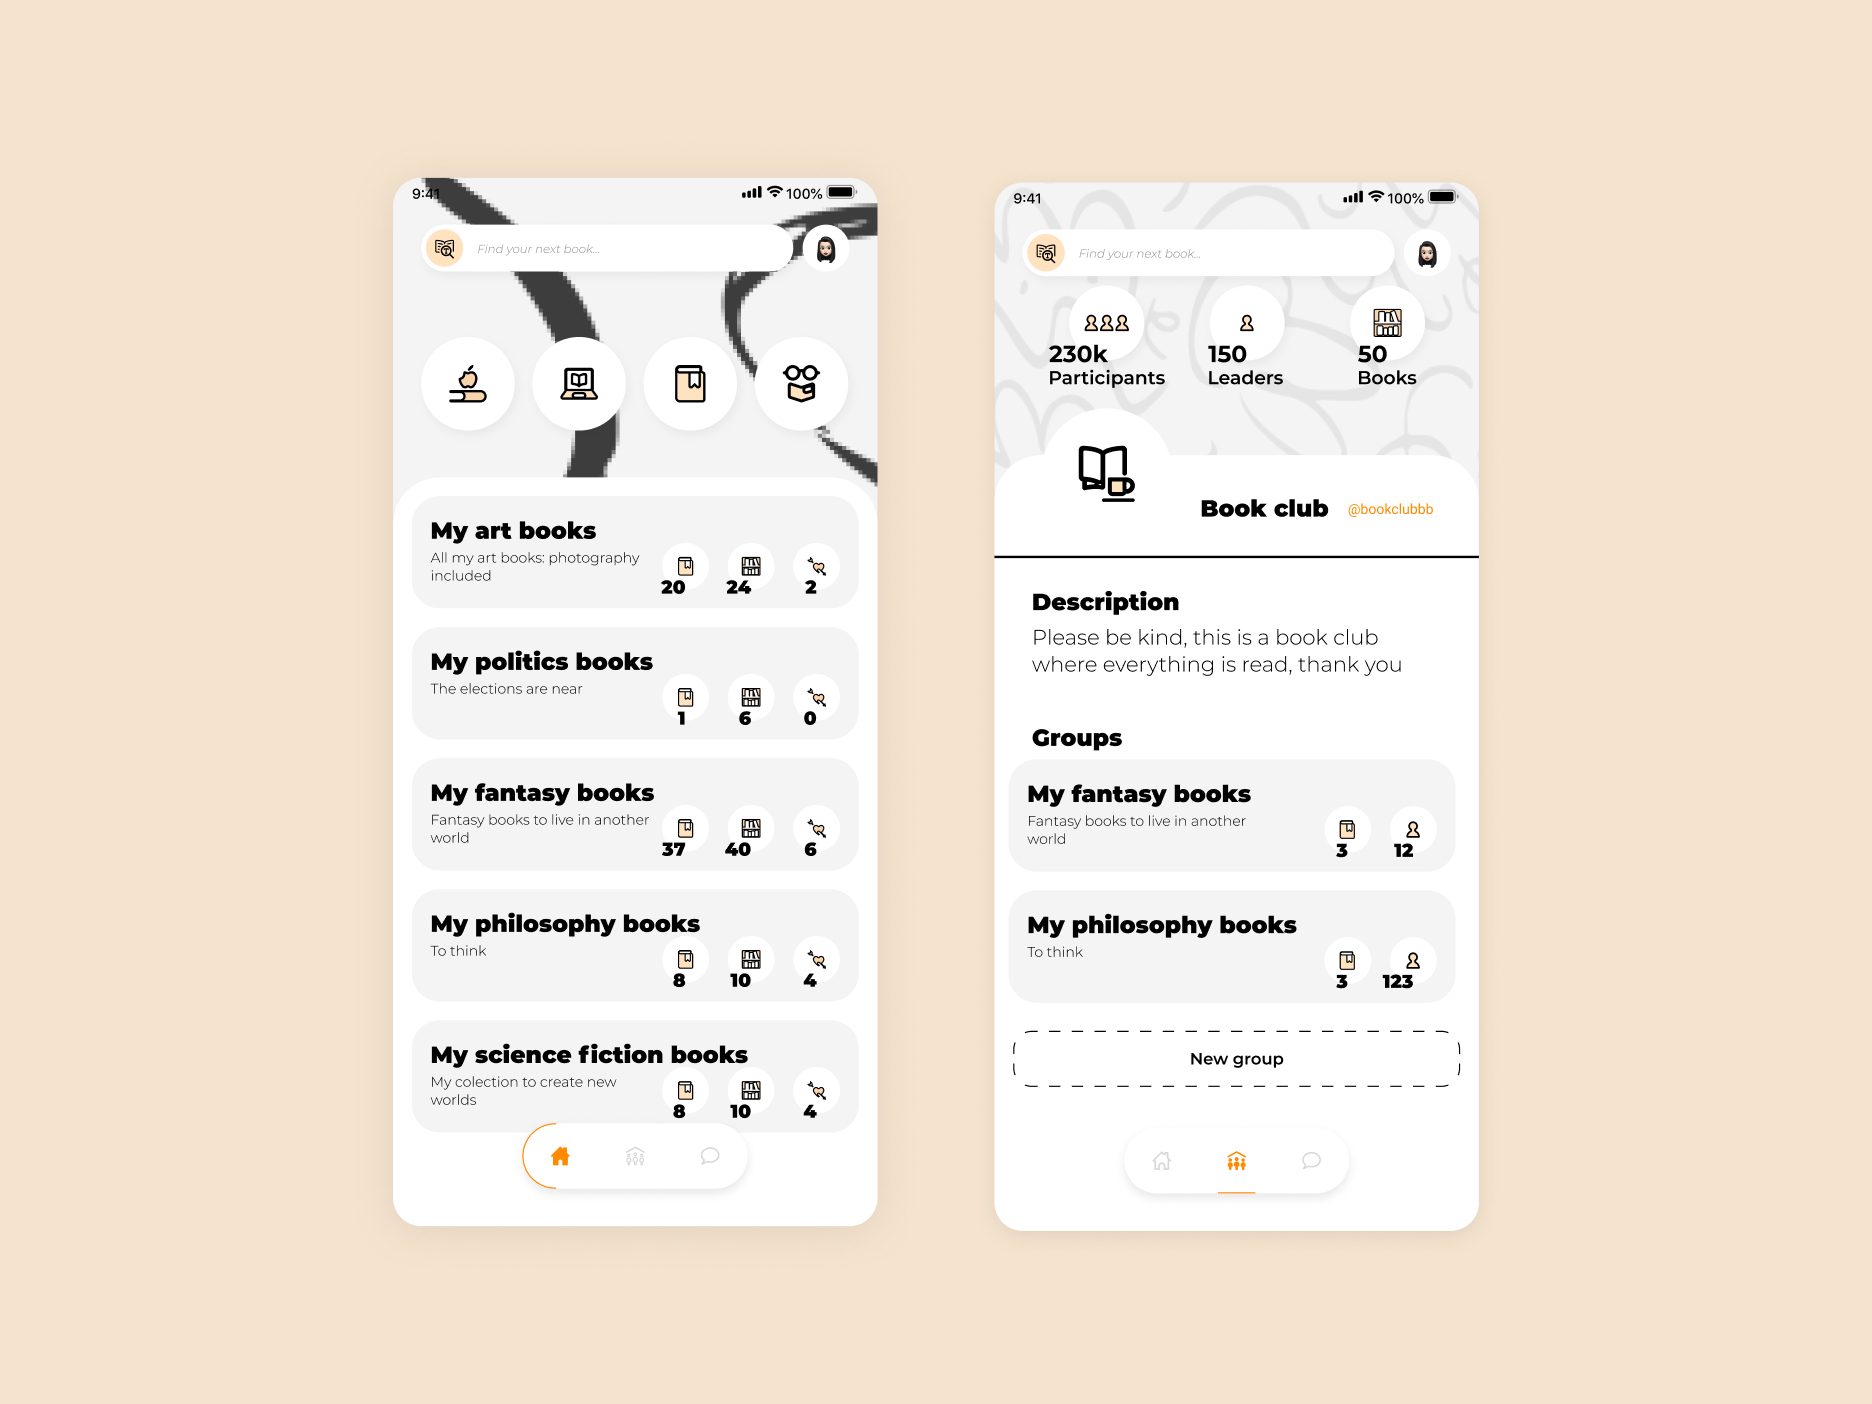 9:41
100%
Find your next book...
My art books
All my art books: photography
included
20 24 2
My politics books
The elections are near
1 6 0
My fantasy books
Fantasy books to live in another
world
37 40 6
My philosophy books
To think
8 10 4
My science fiction books
My colection to create new
worlds
8 10 4
9:41
100%
Find your next book...
230k 150 50
Participants Leaders Books
Book club @bookclubbb
Description
Please be kind, this is a book club
where everything is read, thank you
Groups
My fantasy books
Fantasy books to live in another
world
3 12
My philosophy books
To think
3 123
New group